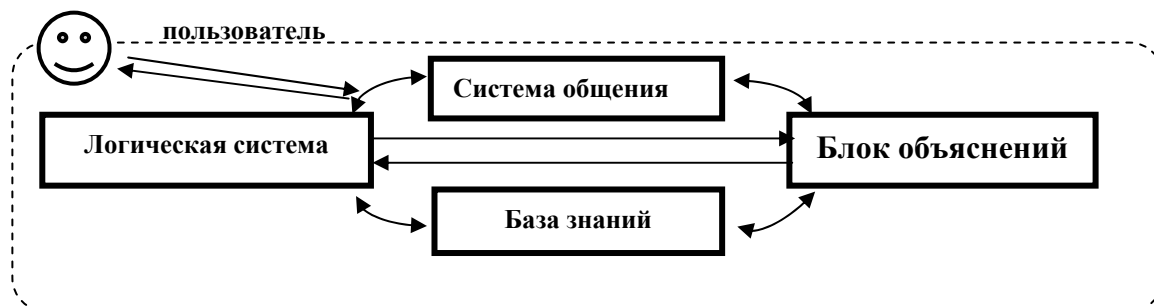 пользователь
Система общения
Логическая система
Блок объяснений
База знаний